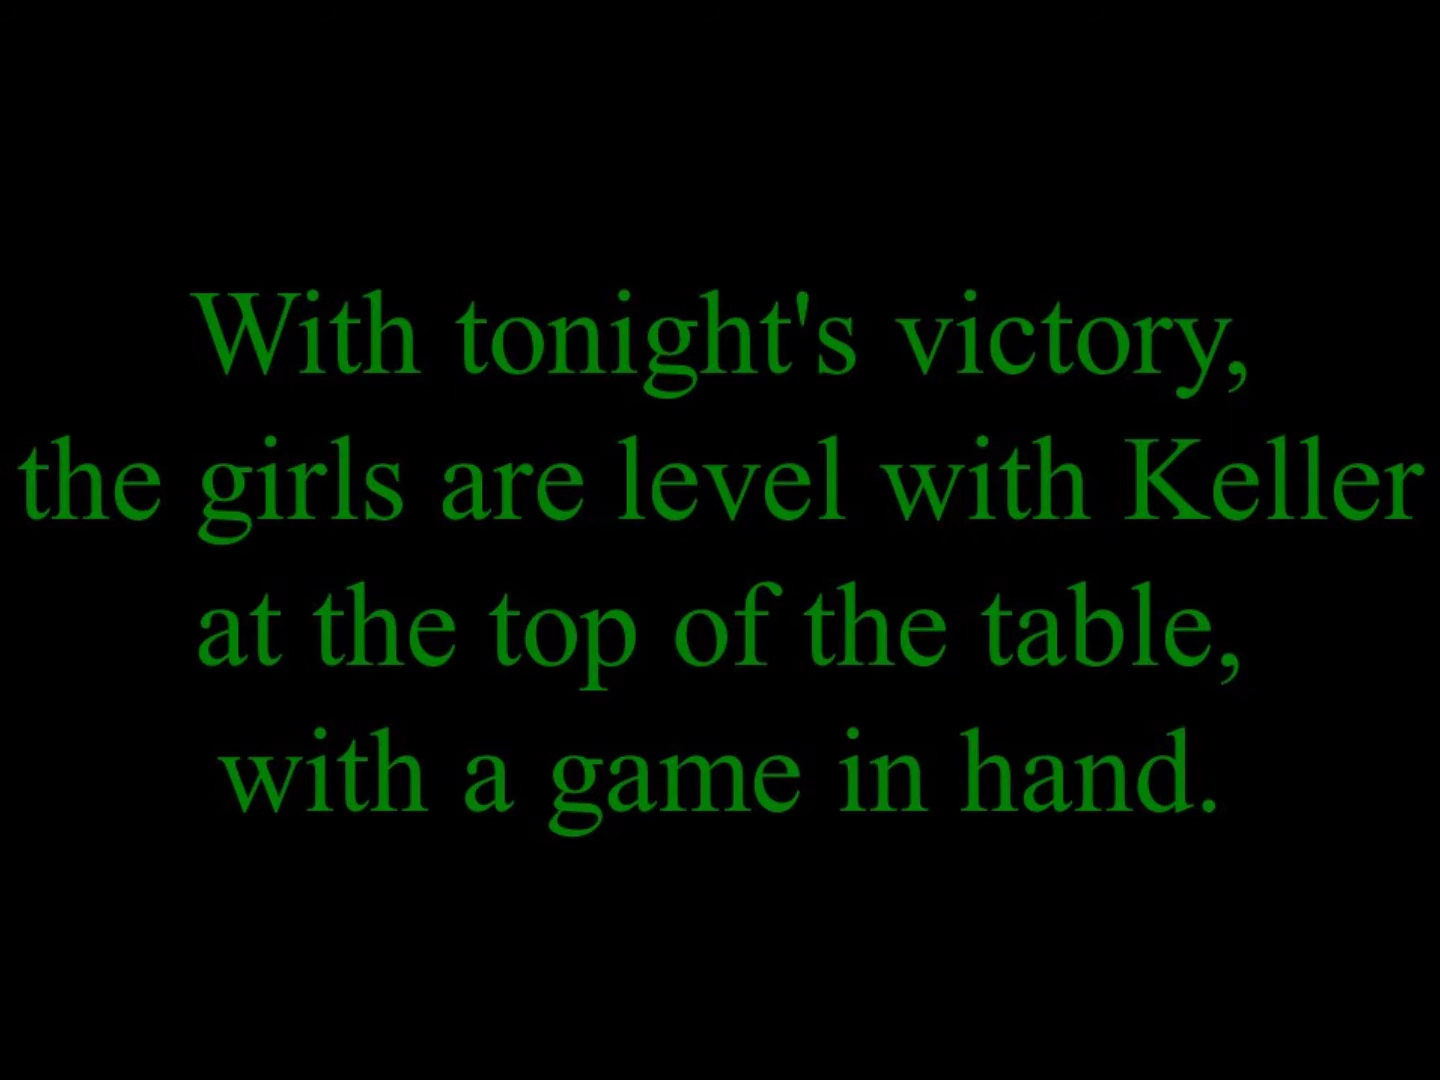 With tonight's victory,
the girls are level with Keller
at the top of the table,
with a game in hand.